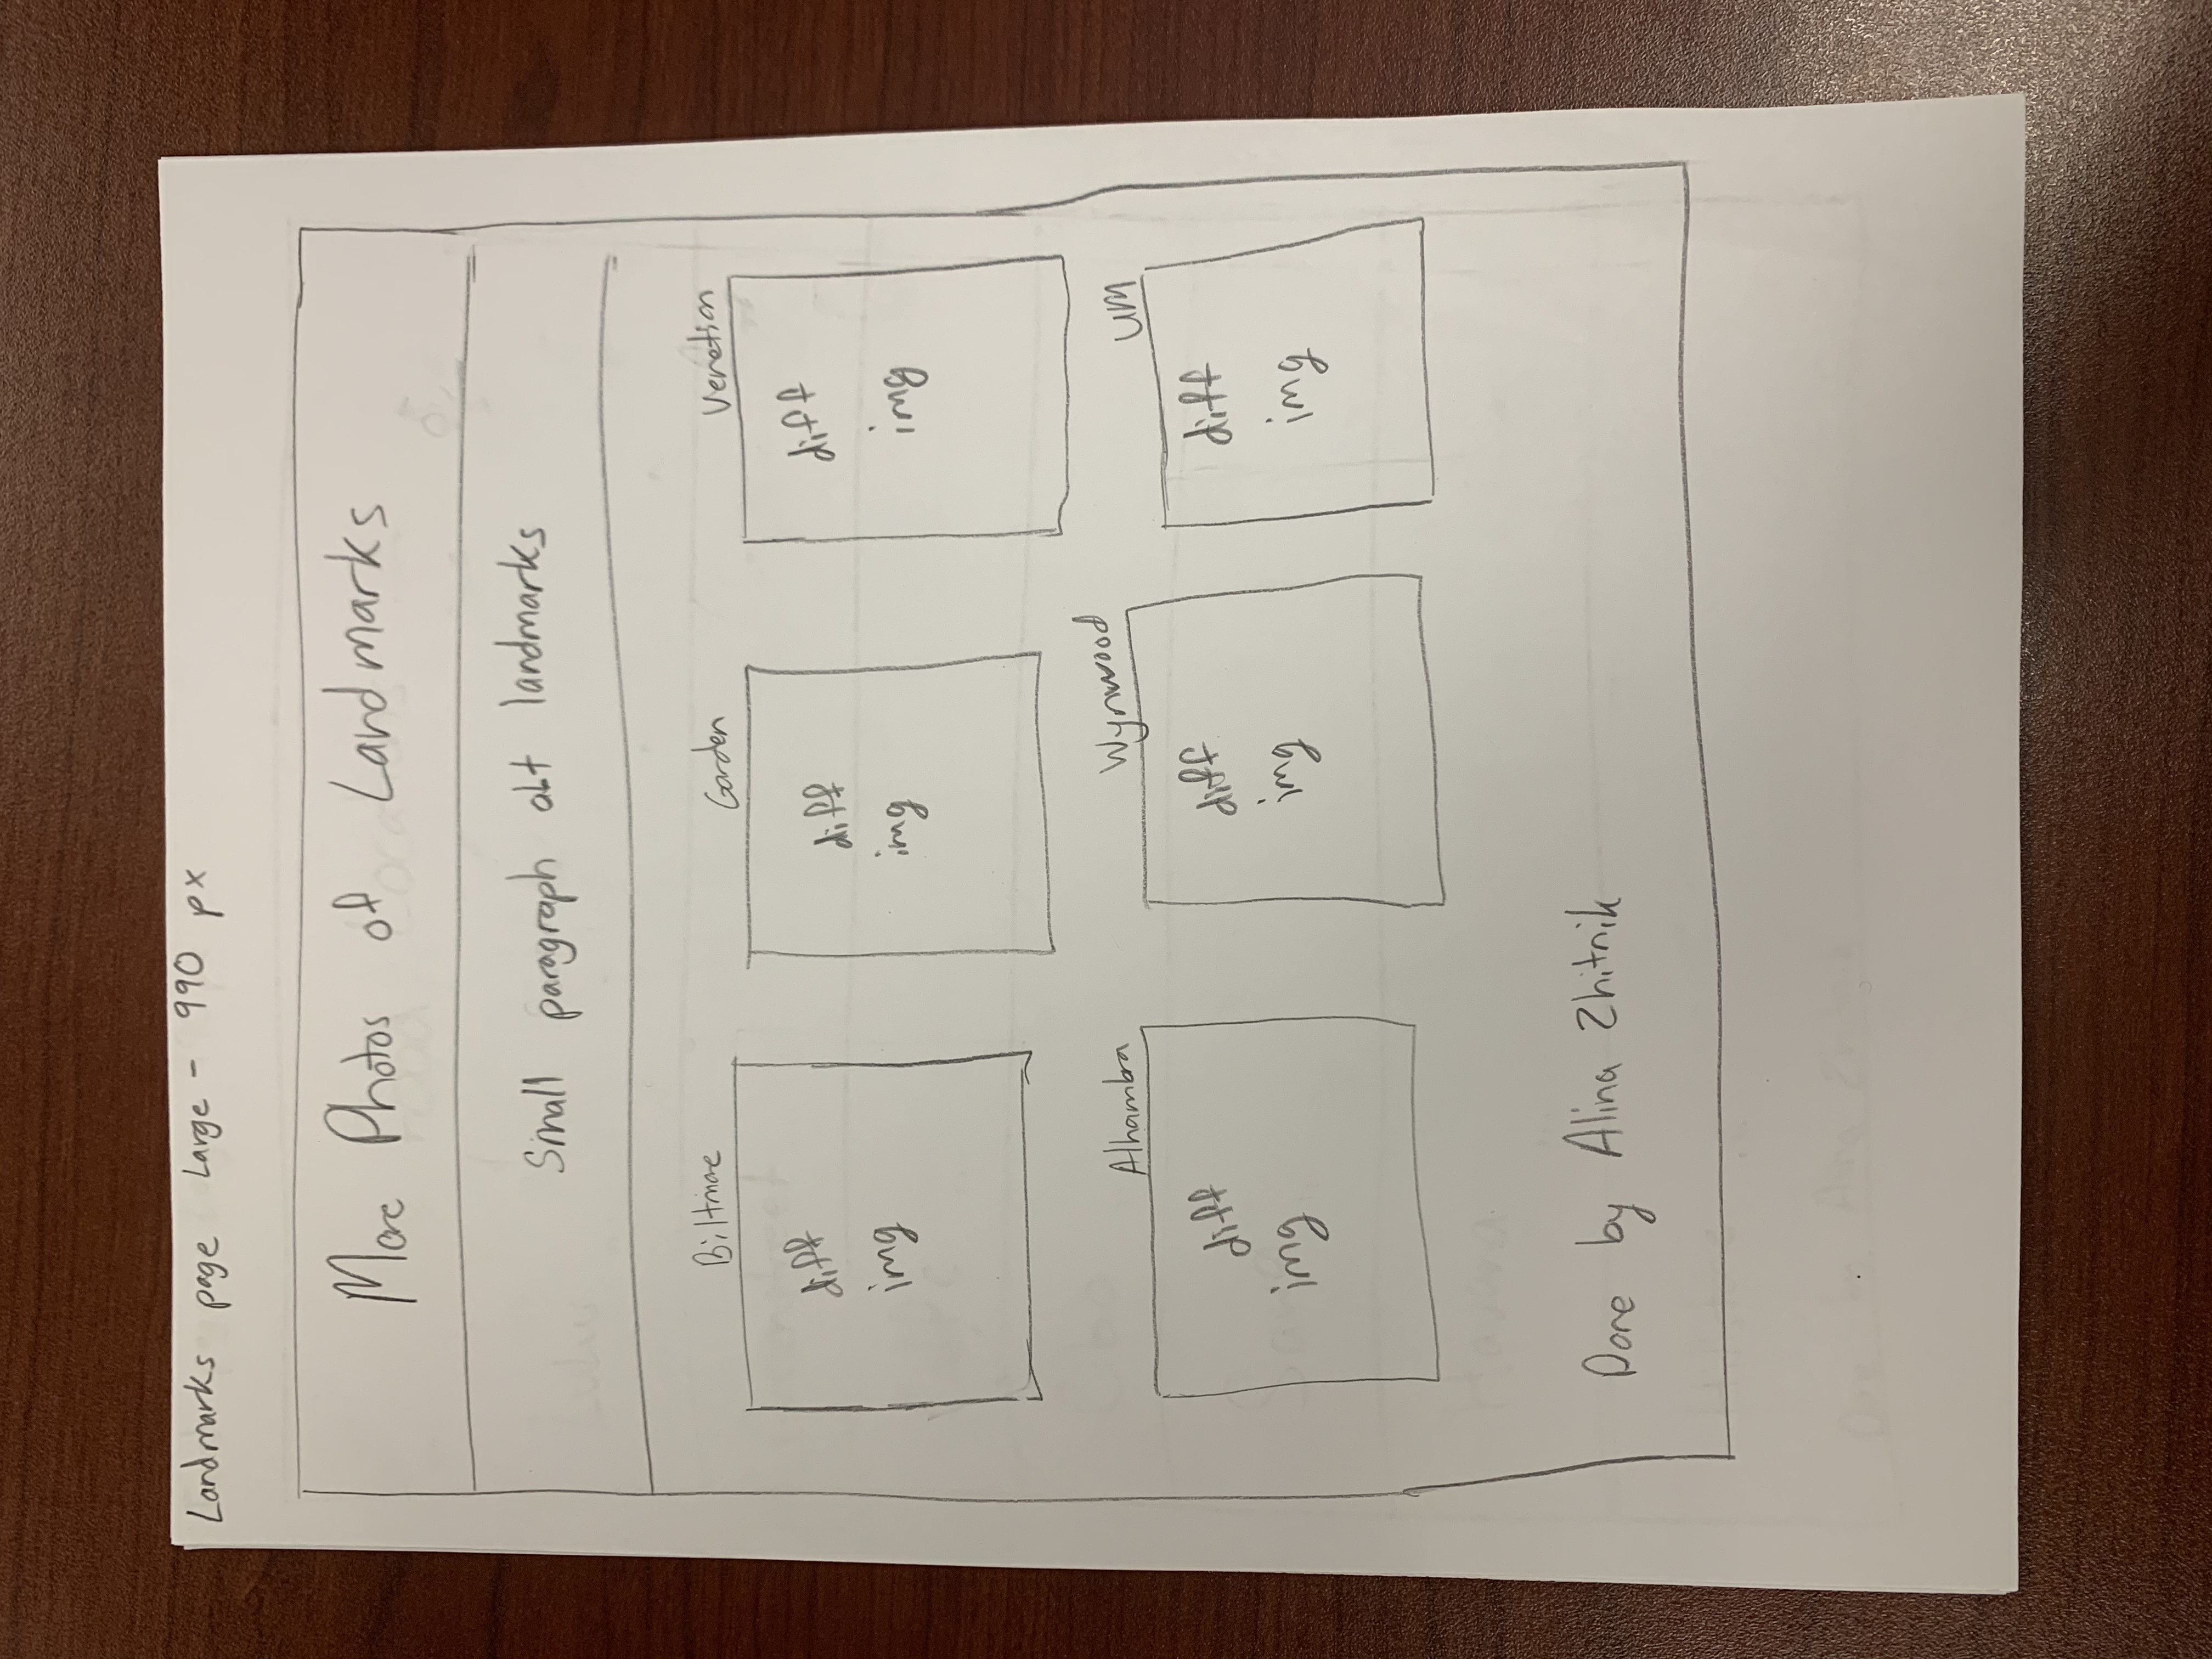 Landmarks page Large - 990 px
More Photos of Landmarks
Small paragraph abt landmarks
Biltmore Garden Venetian
diff diff diff
img img img
Alhambra Wynwood UM
diff diff diff
img img img
Done by Alina Zhitnik